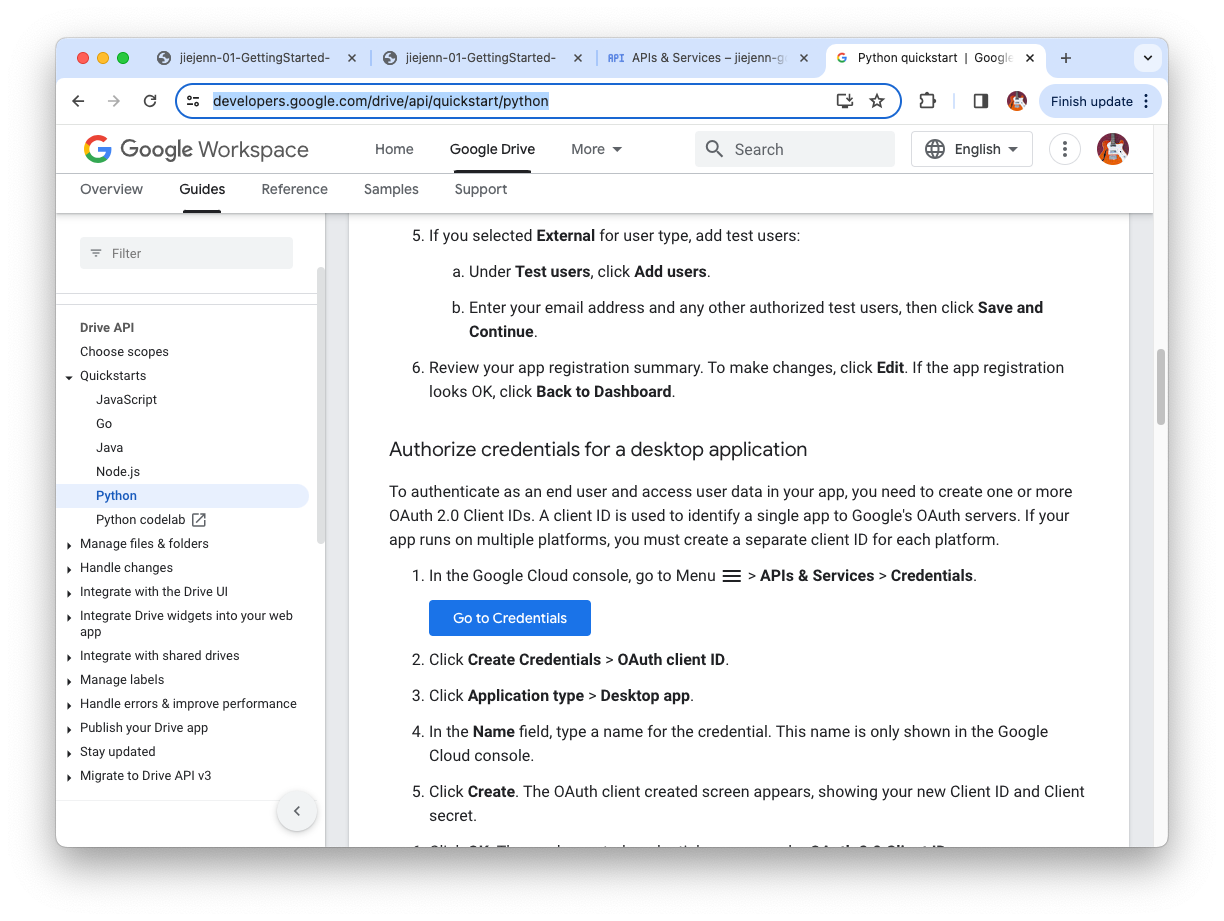 jiejenn-01-GettingStarted-
jiejenn-01-GettingStarted-
API APIs & Services – jiejenn-g
Python quickstart | Google
developers.google.com/drive/api/quickstart/python
Finish update
Google Workspace
Home
Google Drive
More
Search
English
Overview
Guides
Reference
Samples
Support
Filter
Drive API
Choose scopes
Quickstarts
JavaScript
Go
Java
Node.js
Python
Python codelab
Manage files & folders
Handle changes
Integrate with the Drive UI
Integrate Drive widgets into your web
app
Integrate with shared drives
Manage labels
Handle errors & improve performance
Publish your Drive app
Stay updated
Migrate to Drive API v3
5. If you selected External for user type, add test users:
a. Under Test users, click Add users.
b. Enter your email address and any other authorized test users, then click Save and
Continue.
6. Review your app registration summary. To make changes, click Edit. If the app registration
looks OK, click Back to Dashboard.
Authorize credentials for a desktop application
To authenticate as an end user and access user data in your app, you need to create one or more
OAuth 2.0 Client IDs. A client ID is used to identify a single app to Google's OAuth servers. If your
app runs on multiple platforms, you must create a separate client ID for each platform.
1. In the Google Cloud console, go to Menu > APIs & Services > Credentials.
Go to Credentials
2. Click Create Credentials > OAuth client ID.
3. Click Application type > Desktop app.
4. In the Name field, type a name for the credential. This name is only shown in the Google
Cloud console.
5. Click Create. The OAuth client created screen appears, showing your new Client ID and Client
secret.